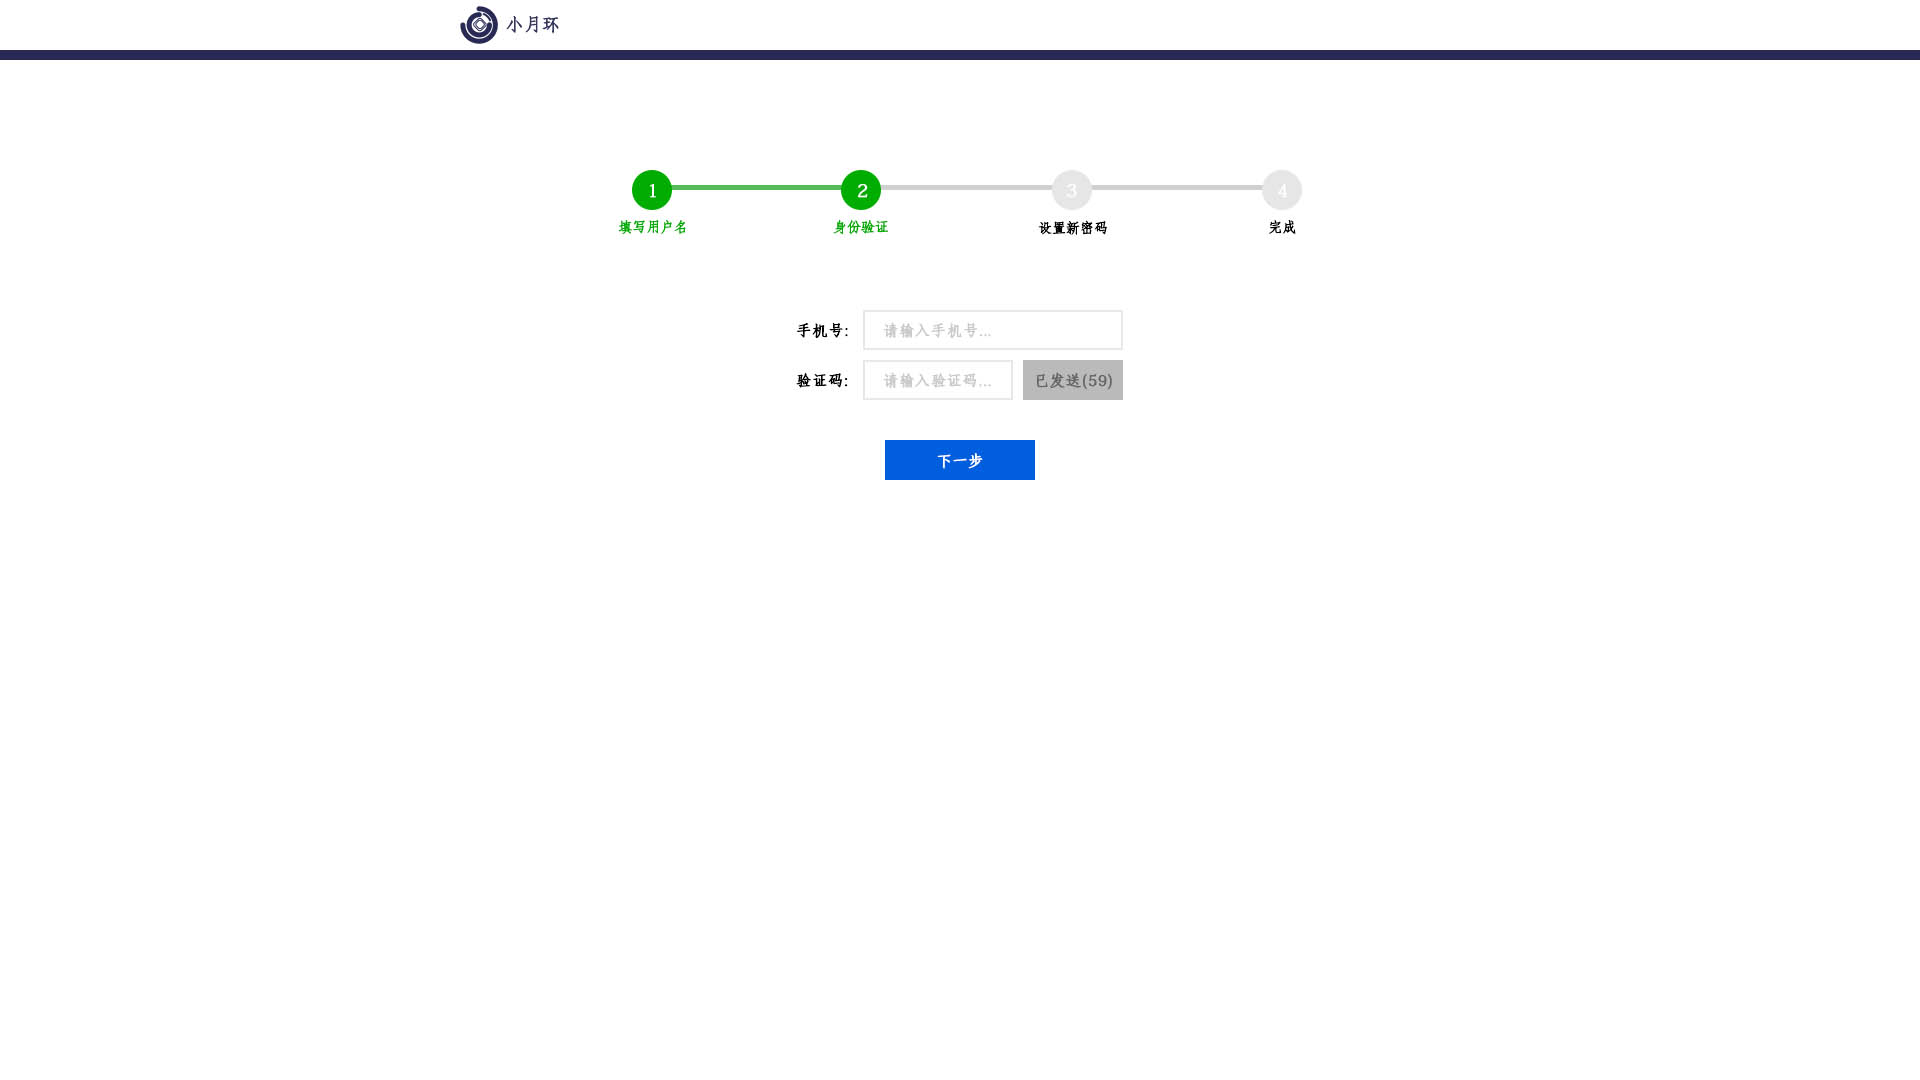 小月环
1 2 3 4
填写用户名 身份验证 设置新密码 完成
手机号: 请输入手机号...
验证码: 请输入验证码... 已发送(59)
下一步